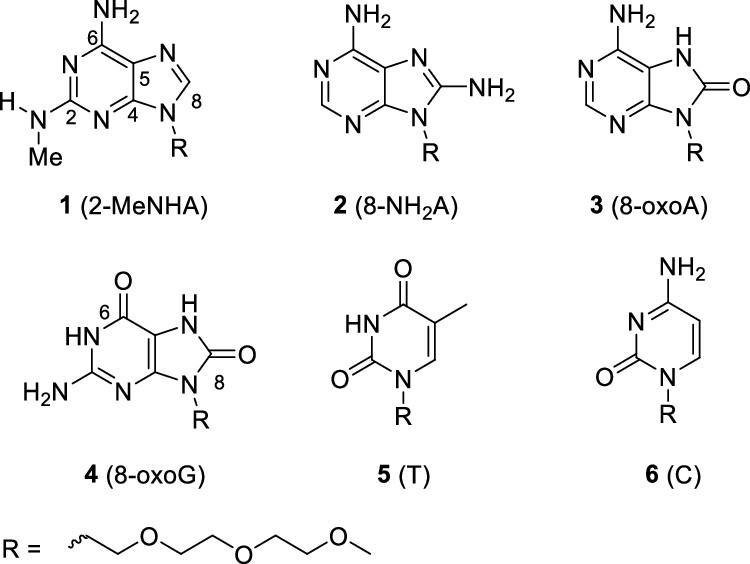 NH₂ NH₂ NH₂
6 N N N N H N
N 5 8 N NH₂ N O
H N 2 N 4 N N N N N
Me R R R
1 (2-MeNHA) 2 (8-NH₂A) 3 (8-oxoA)
O O NH₂
6 H N
HN O HN N
H₂N N N 8 O N O N
R R R
4 (8-oxoG) 5 (T) 6 (C)
R = O O O